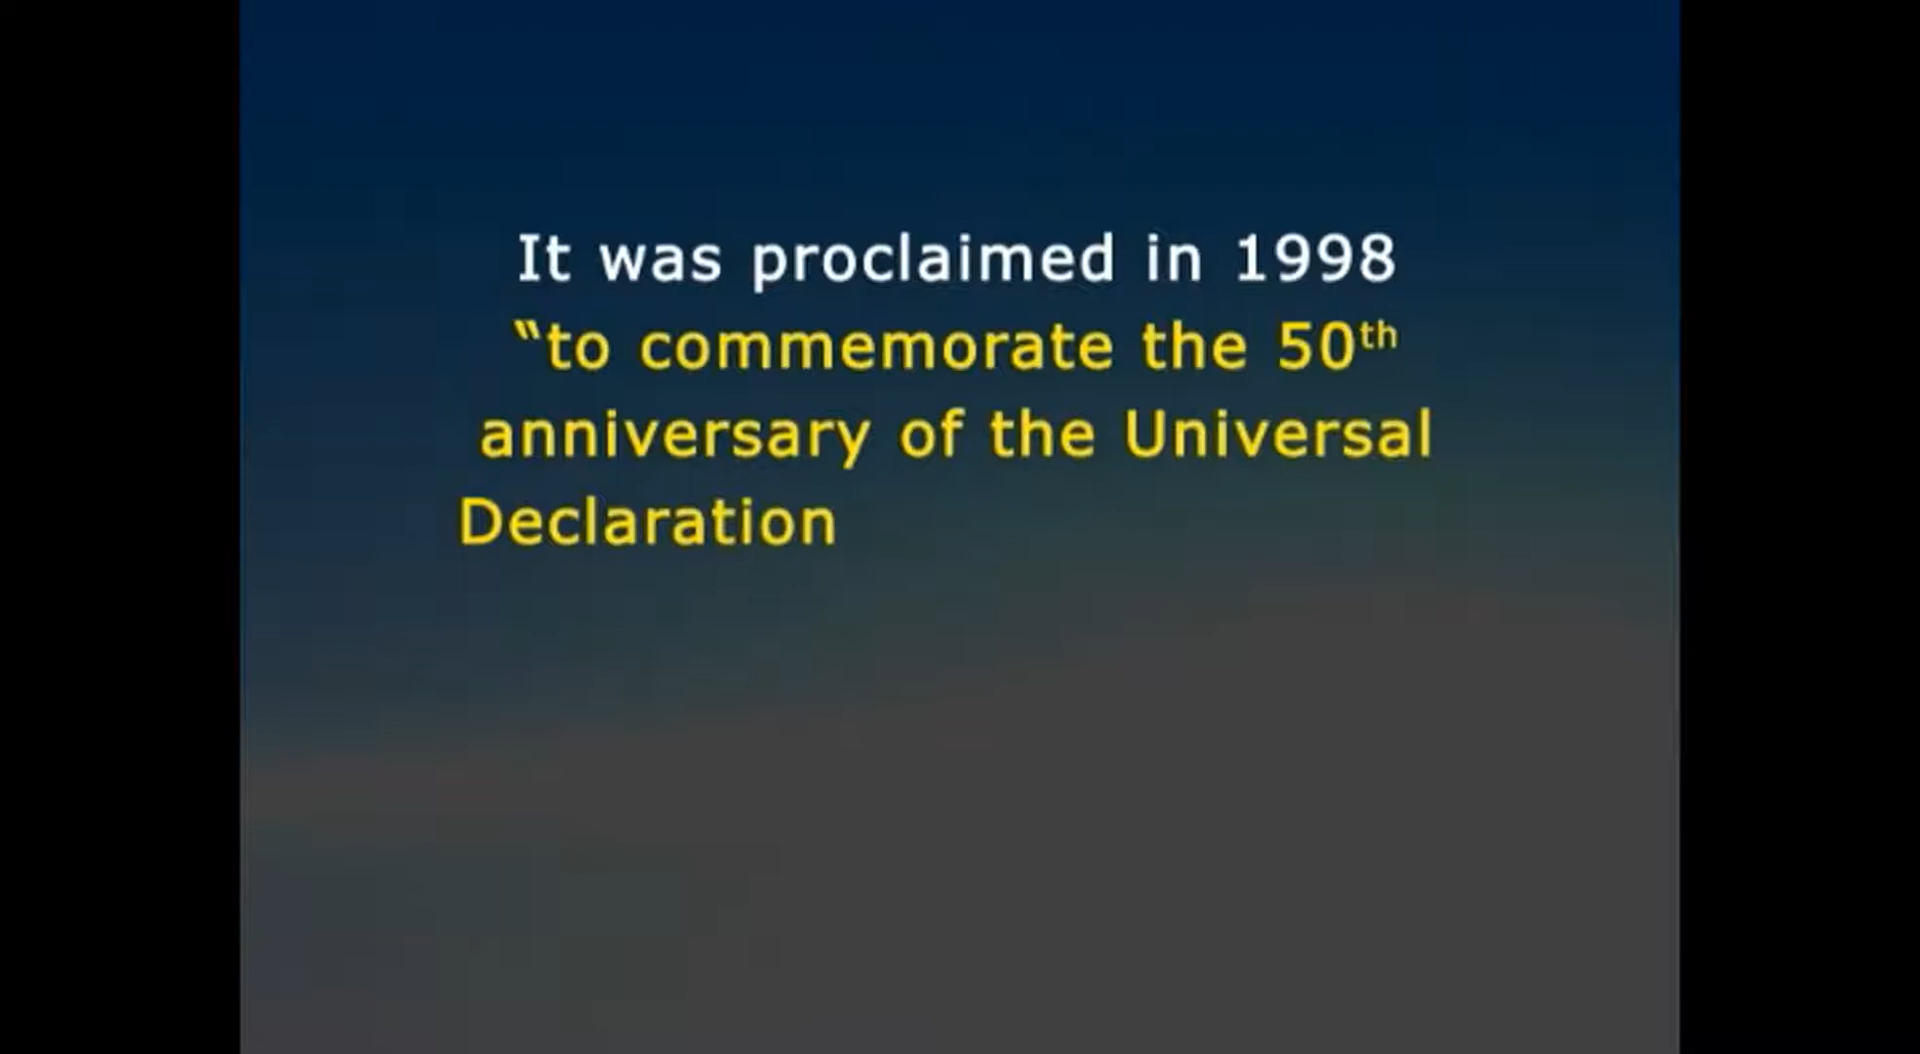 It was proclaimed in 1998
“to commemorate the 50th
anniversary of the Universal
Declaration